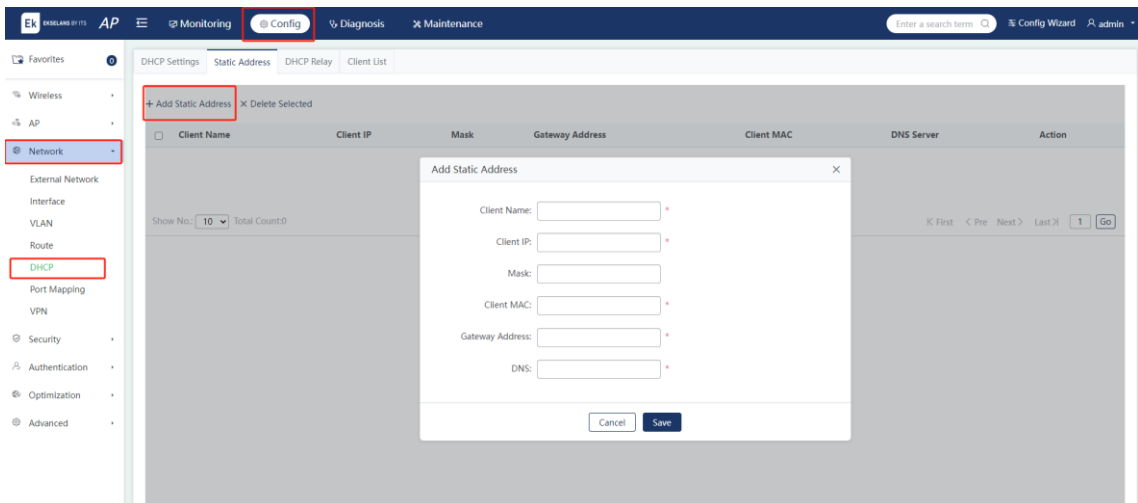 Ek EKSELANS BY ITS AP Monitoring Config Diagnosis Maintenance Enter a search term Config Wizard admin
Favorites 0
Wireless
AP
Network
External Network
Interface
VLAN
Route
DHCP
Port Mapping
VPN
Security
Authentication
Optimization
Advanced
DHCP Settings Static Address DHCP Relay Client List
+ Add Static Address X Delete Selected
Client Name Client IP Mask Gateway Address Client MAC DNS Server Action
Show No.: 10 Total Count:0 First < Pre Next > Last 1 Go
Add Static Address
Client Name: *
Client IP: *
Mask:
Client MAC: *
Gateway Address: *
DNS: *
Cancel Save